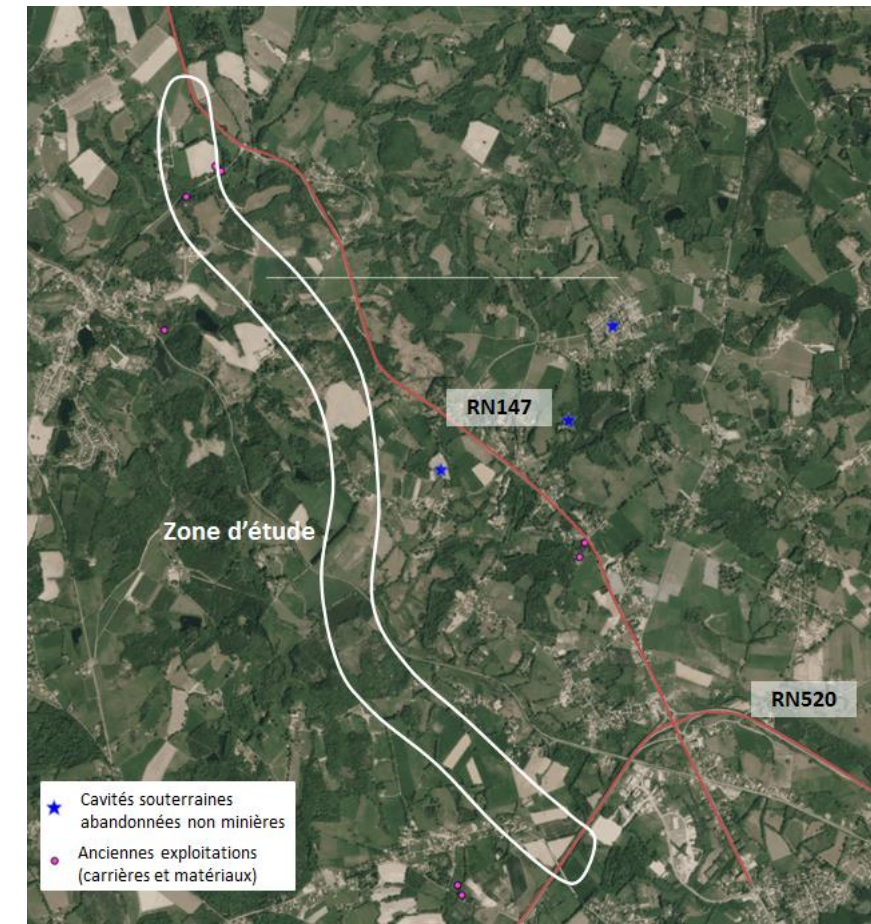 RN147
Zone d'étude
RN520
Cavités souterraines
abandonnées non minières
Anciennes exploitations
(carrières et matériaux)